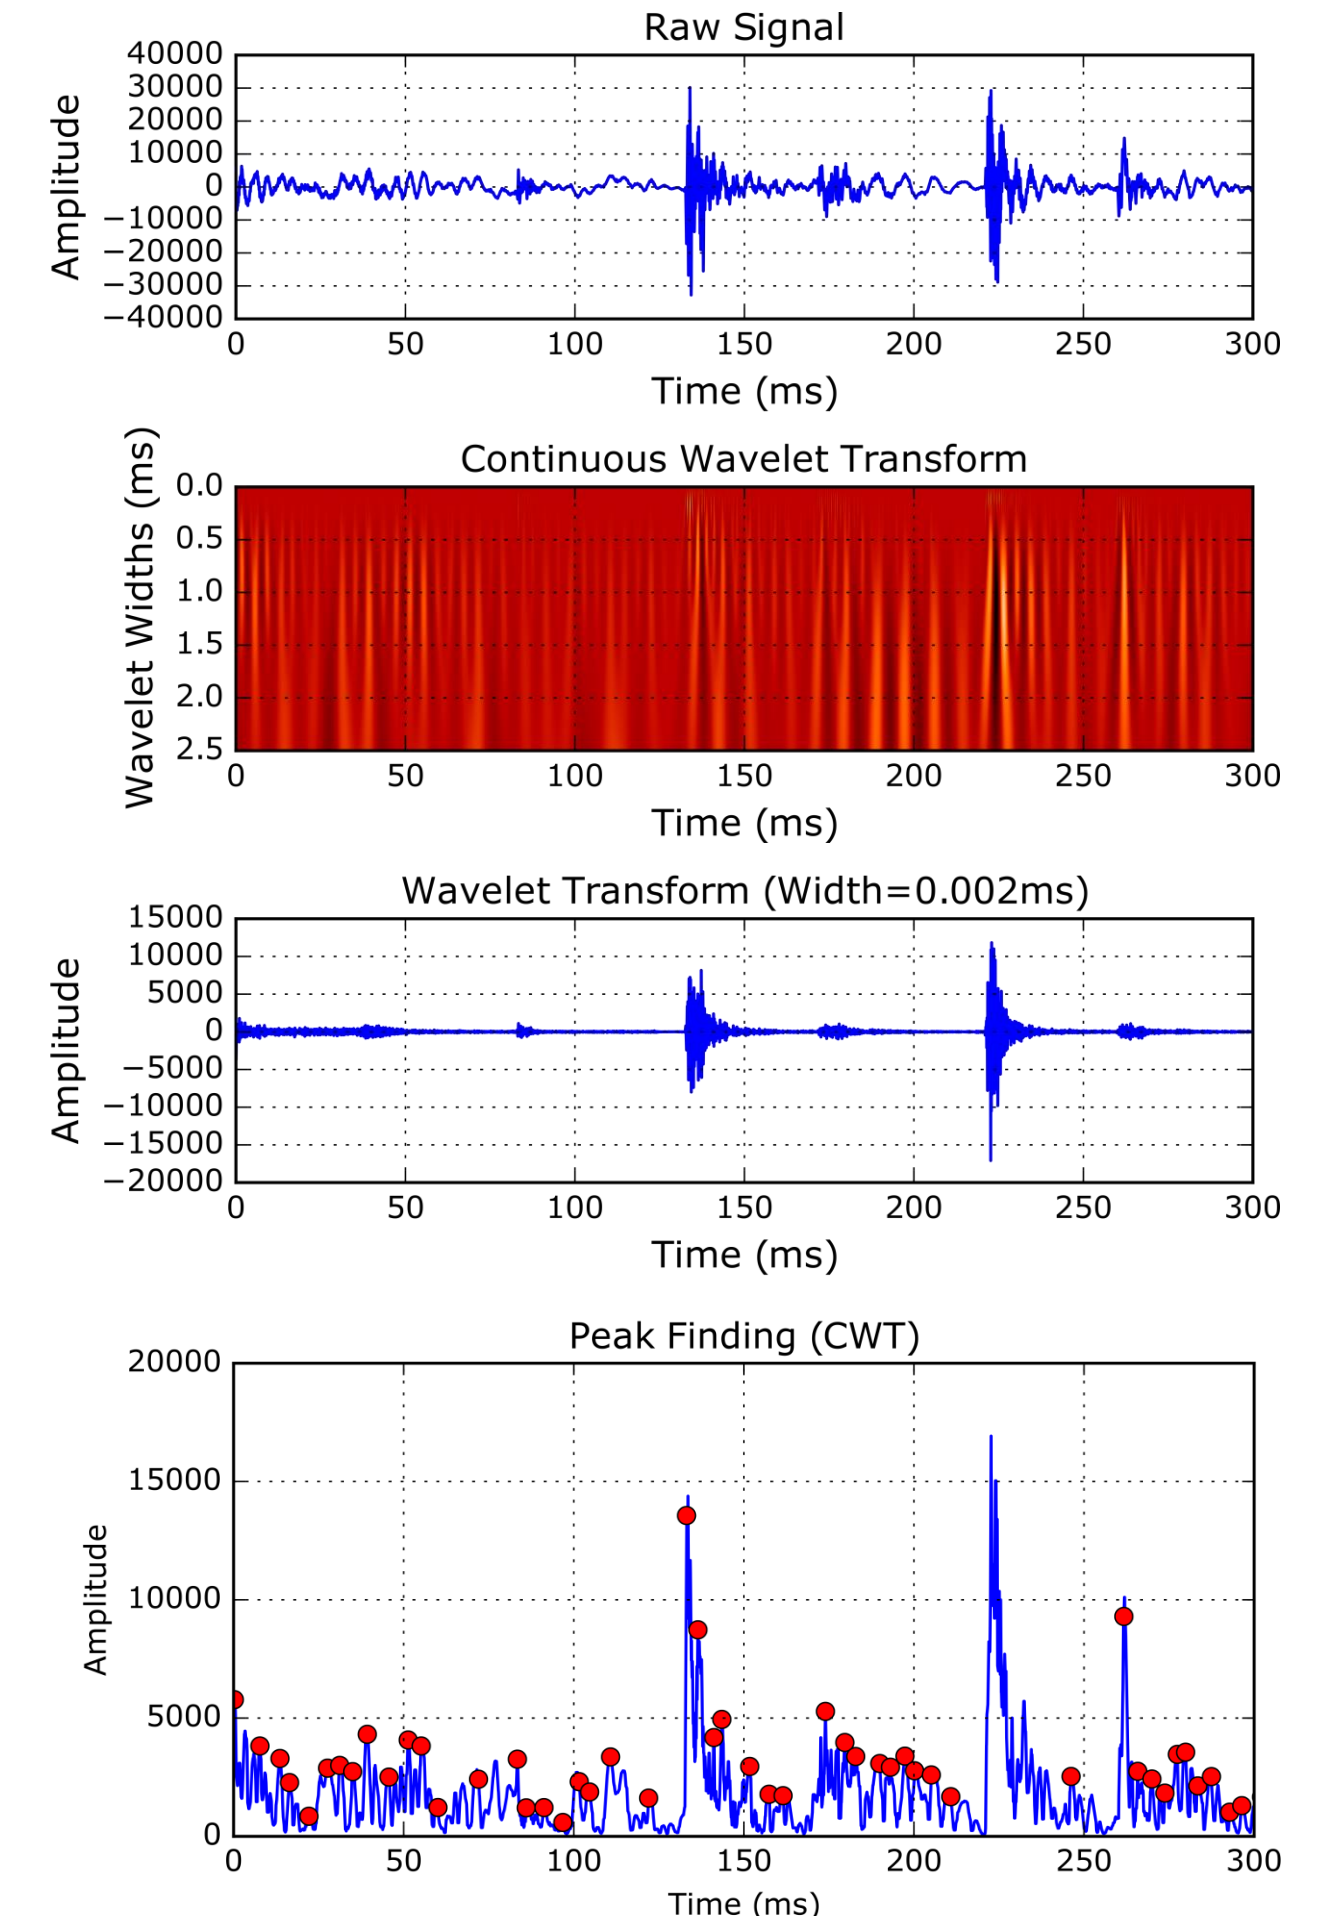 Raw Signal
40000
30000
20000
10000
0
−10000
−20000
−30000
−40000
Amplitude
0 50 100 150 200 250 300
Time (ms)
Continuous Wavelet Transform
0.0
0.5
1.0
1.5
2.0
2.5
Wavelet Widths (ms)
0 50 100 150 200 250 300
Time (ms)
Wavelet Transform (Width=0.002ms)
15000
10000
5000
0
−5000
−10000
−15000
−20000
Amplitude
0 50 100 150 200 250 300
Time (ms)
Peak Finding (CWT)
20000
15000
10000
5000
0
Amplitude
0 50 100 150 200 250 300
Time (ms)